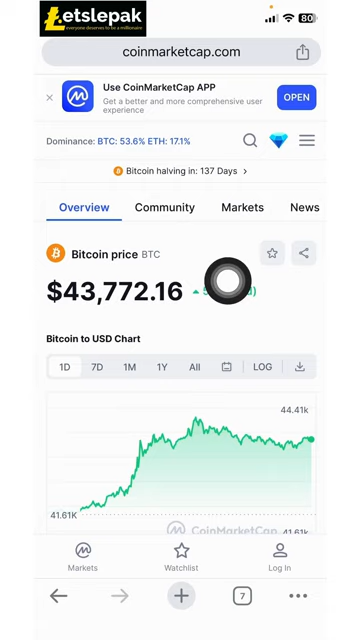 Letslepak
everyone deserves to be a millionaire
80
coinmarketcap.com
Use CoinMarketCap APP
Get a better and more comprehensive user
experience
OPEN
Dominance: BTC: 53.6% ETH: 17.1%
Bitcoin halving in: 137 Days
Overview Community Markets News
Bitcoin price BTC
$43,772.16
Bitcoin to USD Chart
1D 7D 1M 1Y All LOG
44.41k
41.61K
CoinMarketCap
41.61k
Markets Watchlist Log In
7